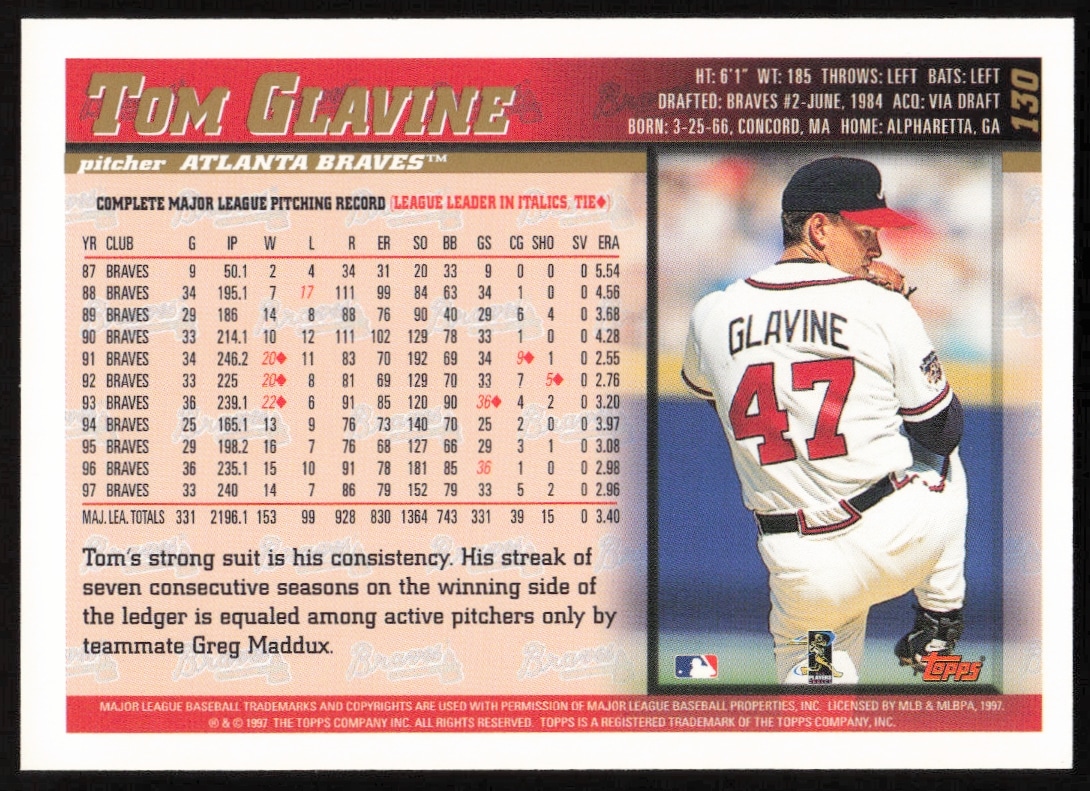 TOM GLAVINE
HT: 6'1" WT: 185 THROWS: LEFT BATS: LEFT
DRAFTED: BRAVES #2-JUNE, 1984 ACQ: VIA DRAFT
BORN: 3-25-66, CONCORD, MA HOME: ALPHARETTA, GA
130
pitcher ATLANTA BRAVES™
COMPLETE MAJOR LEAGUE PITCHING RECORD (LEAGUE LEADER IN ITALICS, TIE♦)
YR CLUB G IP W L R ER SO BB GS CG SHO SV ERA
87 BRAVES 9 50.1 2 4 34 31 20 33 9 0 0 0 5.54
88 BRAVES 34 195.1 7 17 111 99 84 63 34 1 0 0 4.56
89 BRAVES 29 186 14 8 88 76 90 40 29 6 4 0 3.68
90 BRAVES 33 214.1 10 12 111 102 129 78 33 1 0 0 4.28
91 BRAVES 34 246.2 20♦ 11 83 70 192 69 34 9♦ 1 0 2.55
92 BRAVES 33 225 20♦ 8 81 69 129 70 33 7 5♦ 0 2.76
93 BRAVES 36 239.1 22♦ 6 91 85 120 90 36♦ 4 2 0 3.20
94 BRAVES 25 165.1 13 9 76 73 140 70 25 2 0 0 3.97
95 BRAVES 29 198.2 16 7 76 68 127 66 29 3 1 0 3.08
96 BRAVES 36 235.1 15 10 91 78 181 85 36 1 0 0 2.98
97 BRAVES 33 240 14 7 86 79 152 79 33 5 2 0 2.96
MAJ. LEA. TOTALS 331 2196.1 153 99 928 830 1364 743 331 39 15 0 3.40
Tom's strong suit is his consistency. His streak of
seven consecutive seasons on the winning side of
the ledger is equaled among active pitchers only by
teammate Greg Maddux.
GLAVINE
47
Topps
MAJOR LEAGUE BASEBALL TRADEMARKS AND COPYRIGHTS ARE USED WITH PERMISSION OF MAJOR LEAGUE BASEBALL PROPERTIES, INC. LICENSED BY MLB & MLBPA, 1997.
® & © 1997 THE TOPPS COMPANY INC. ALL RIGHTS RESERVED. TOPPS IS A REGISTERED TRADEMARK OF THE TOPPS COMPANY, INC.